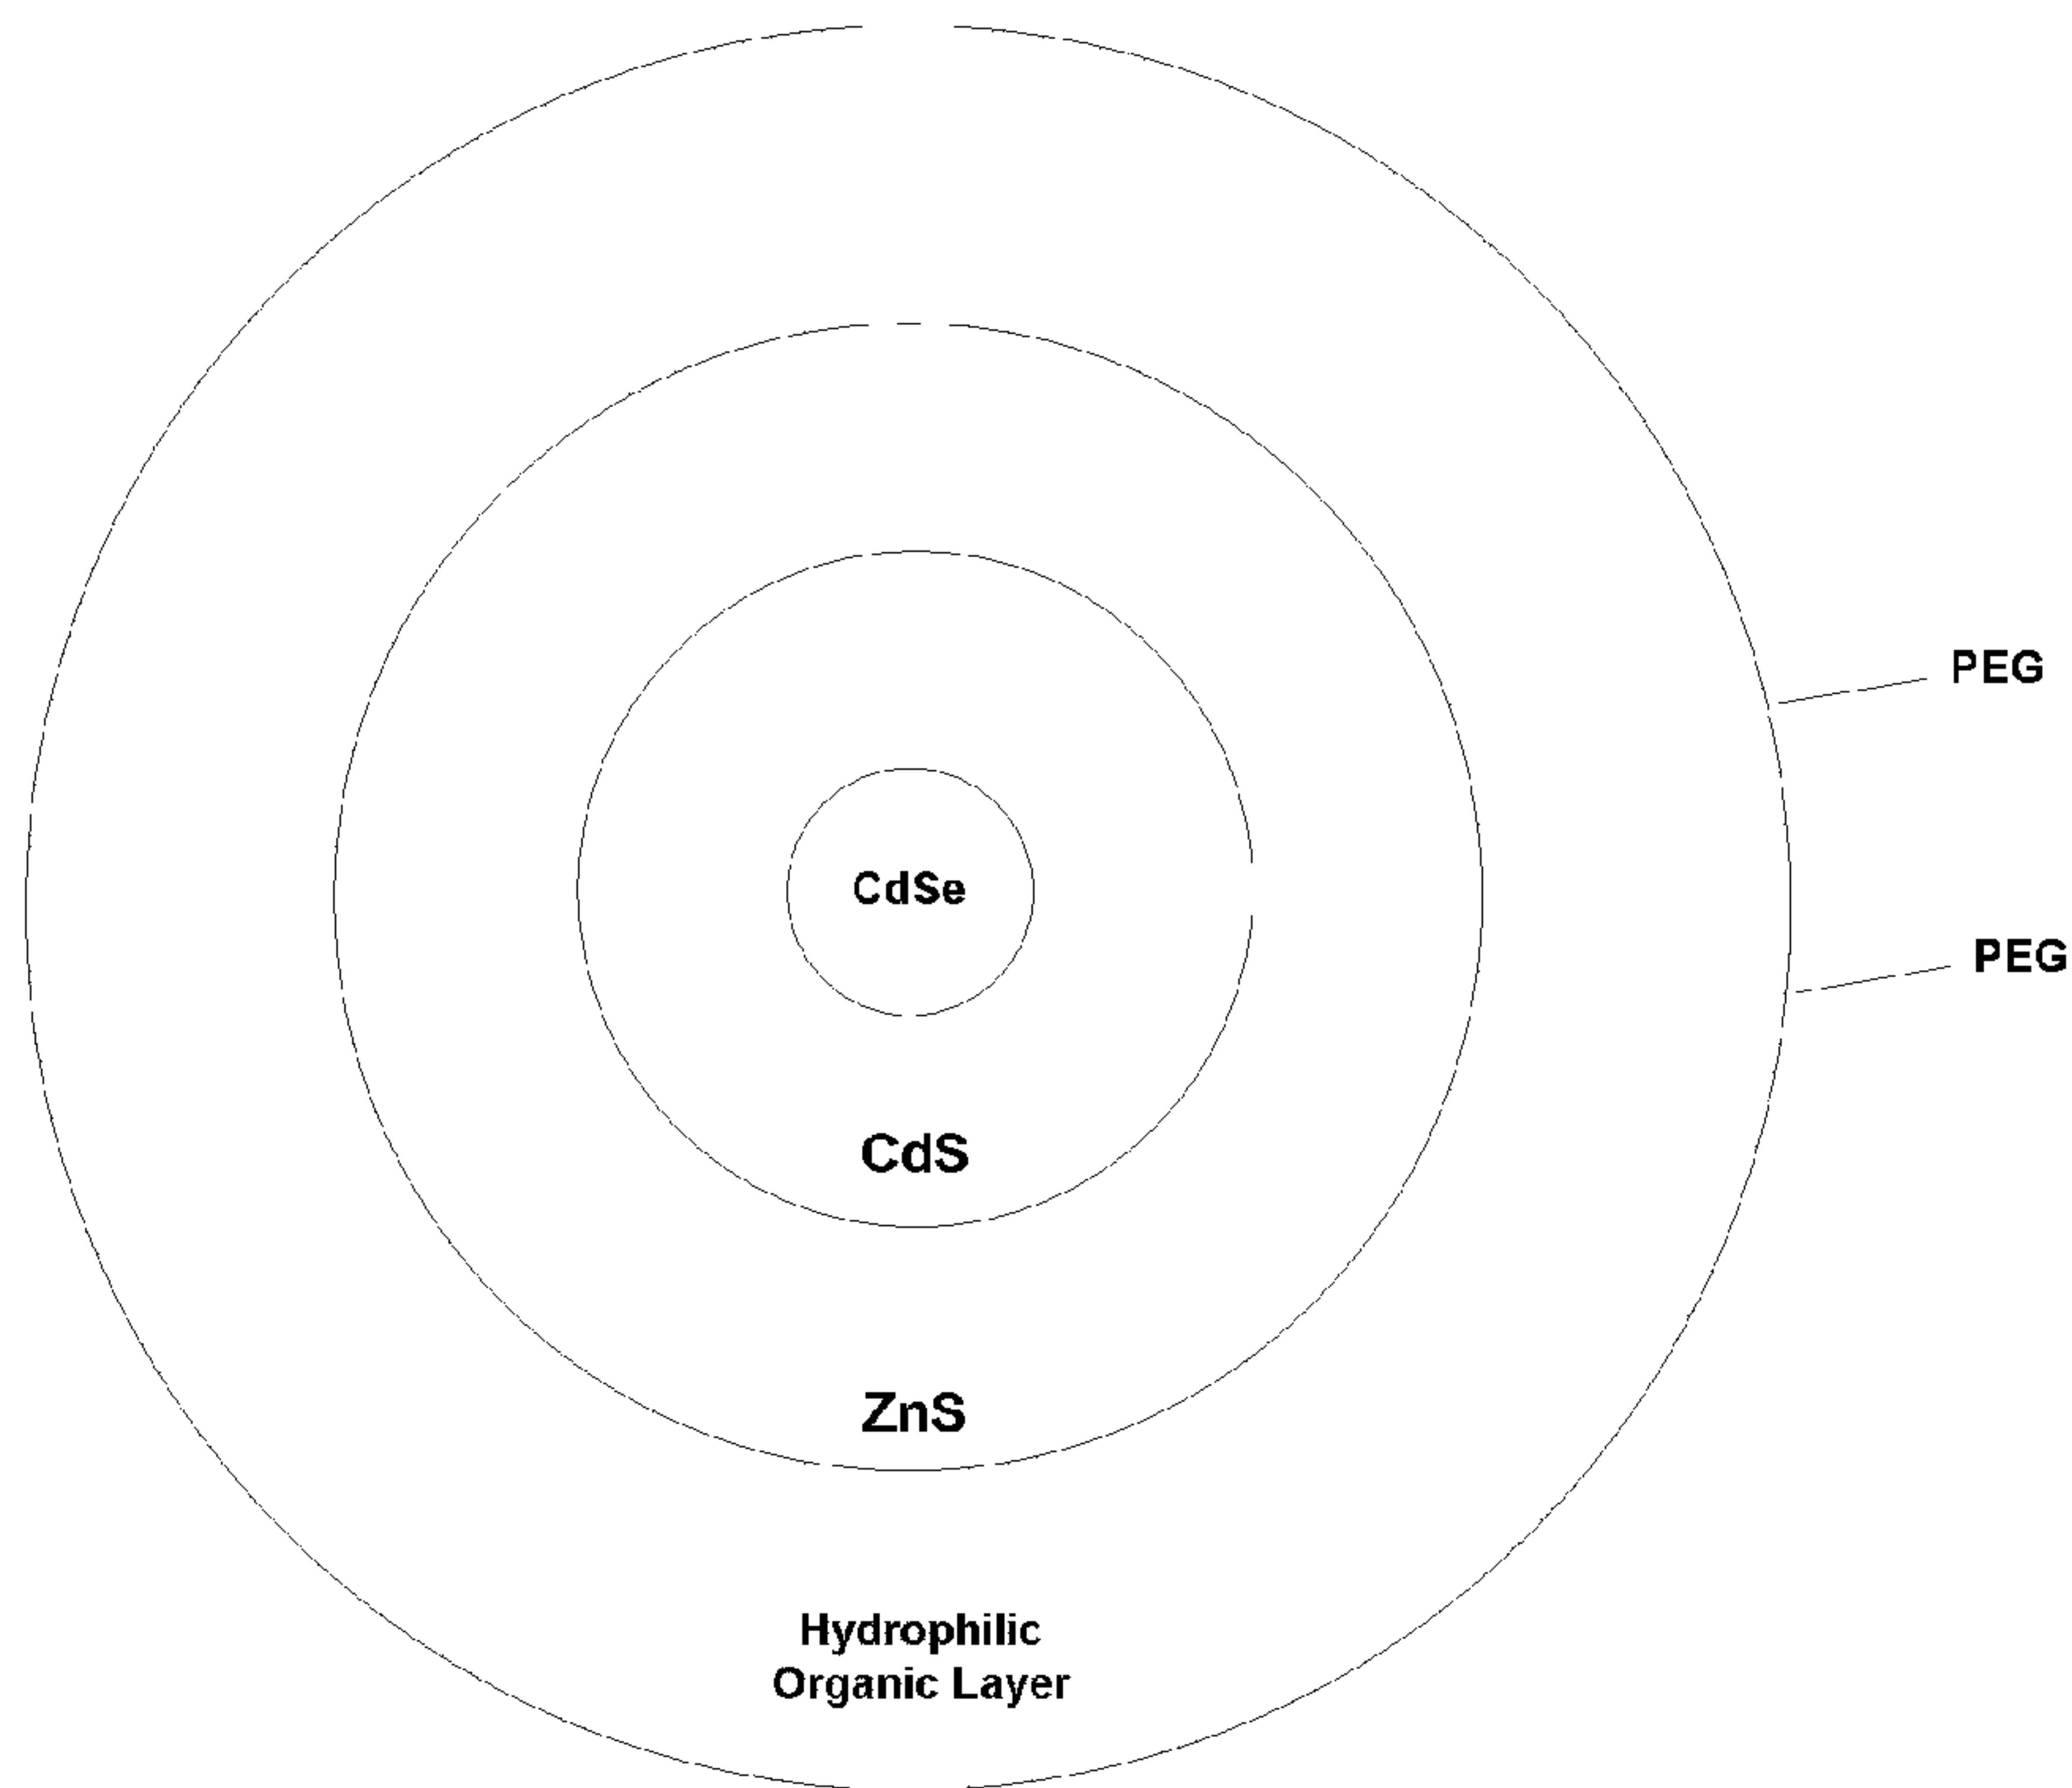 PEG
CdSe
PEG
CdS
ZnS
Hydrophilic
Organic Layer